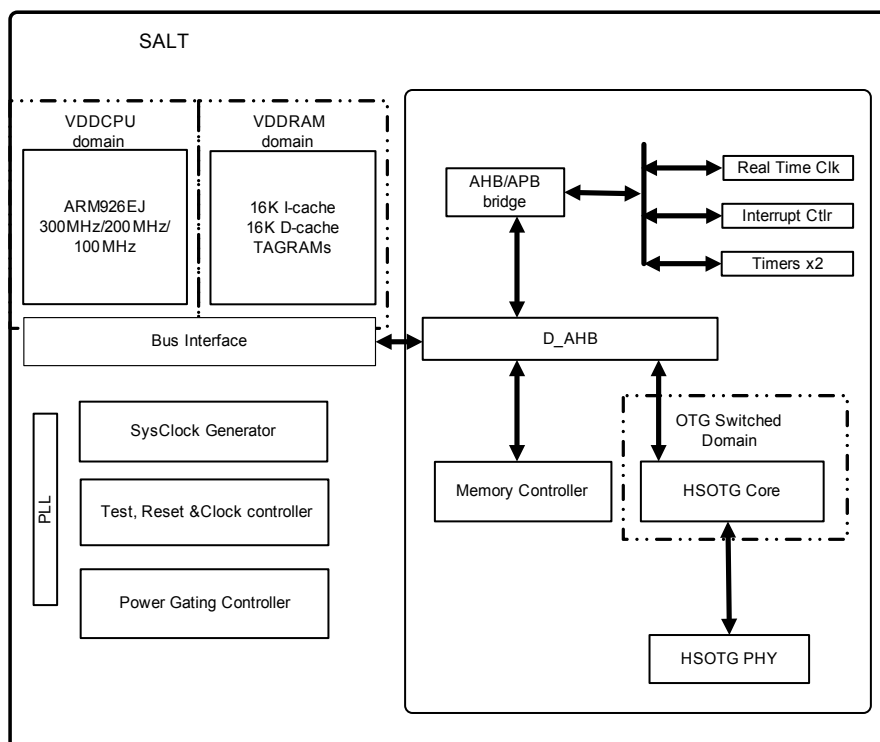 SALT
VDDCPU
domain
VDDRAM
domain
ARM926EJ
300MHz/200MHz/
100MHz
16K I-cache
16K D-cache
TAGRAMs
Bus Interface
SysClock Generator
PLL
Test, Reset &Clock controller
Power Gating Controller
AHB/APB
bridge
Real Time Clk
Interrupt Ctlr
Timers x2
D_AHB
OTG Switched
Domain
Memory Controller
HSOTG Core
HSOTG PHY